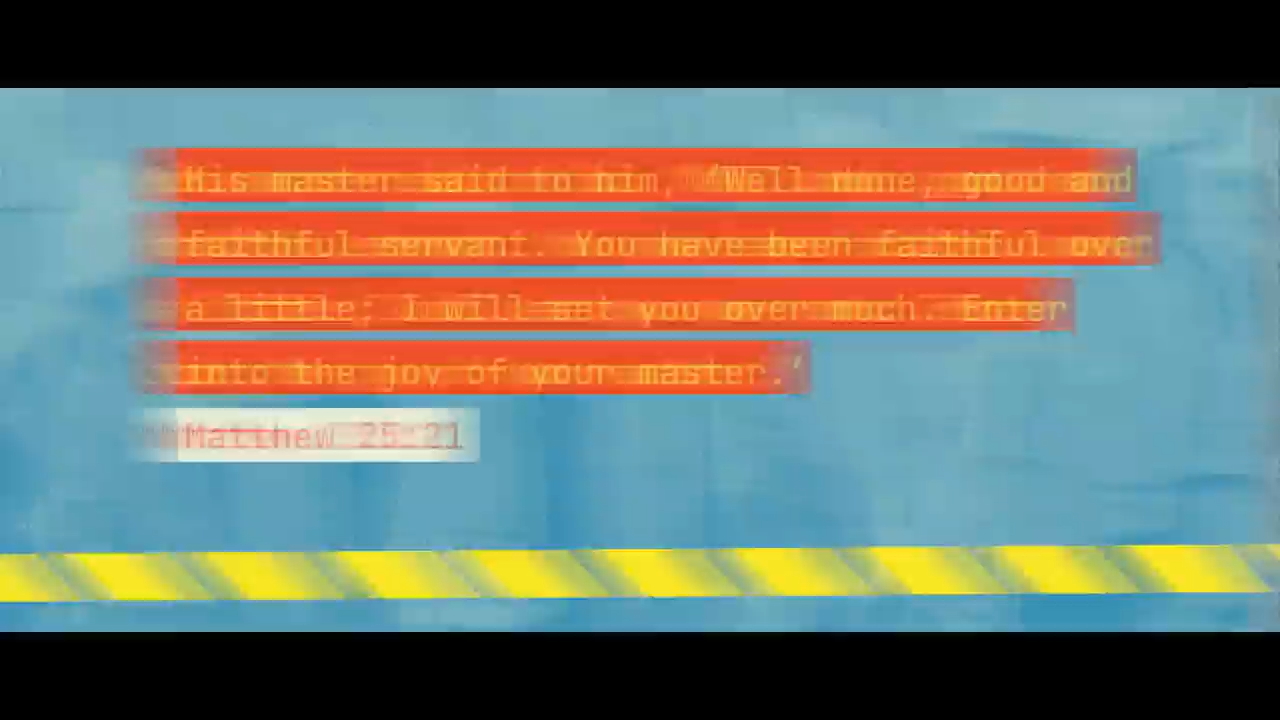 His master said to him, ‘Well done, good and
faithful servant. You have been faithful over
a little; I will set you over much. Enter
into the joy of your master.’
Matthew 25:21